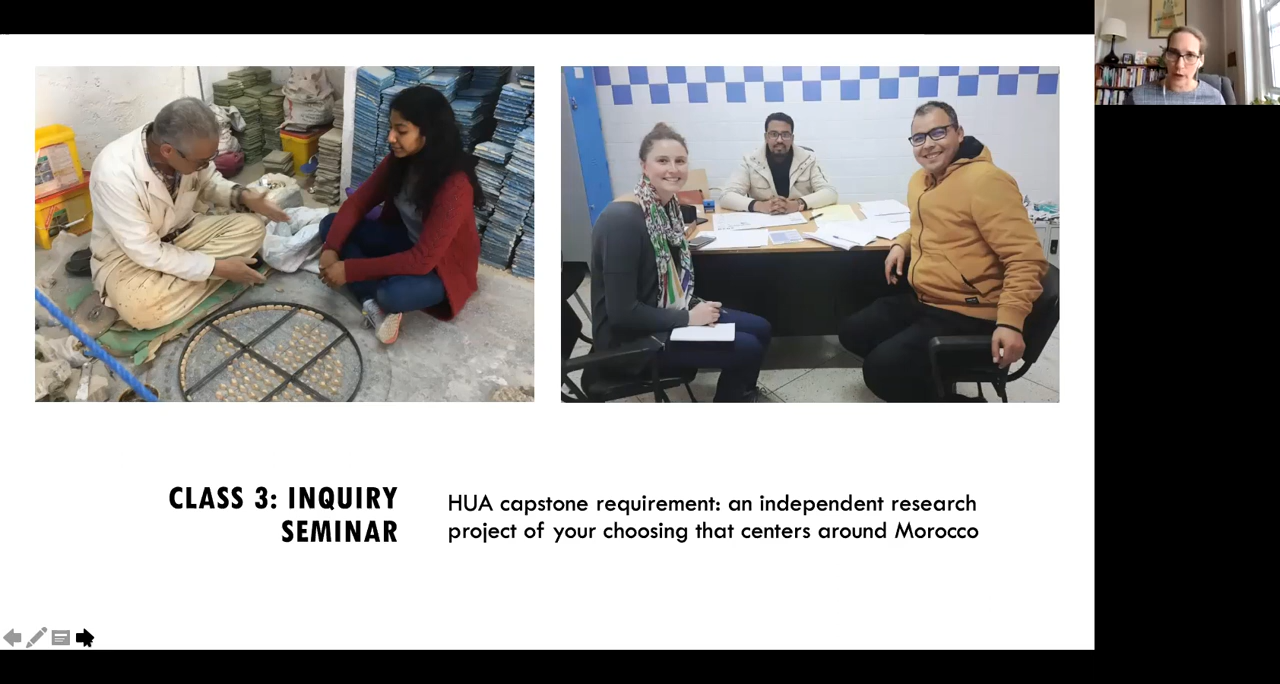 CLASS 3: INQUIRY
SEMINAR
HUA capstone requirement: an independent research
project of your choosing that centers around Morocco